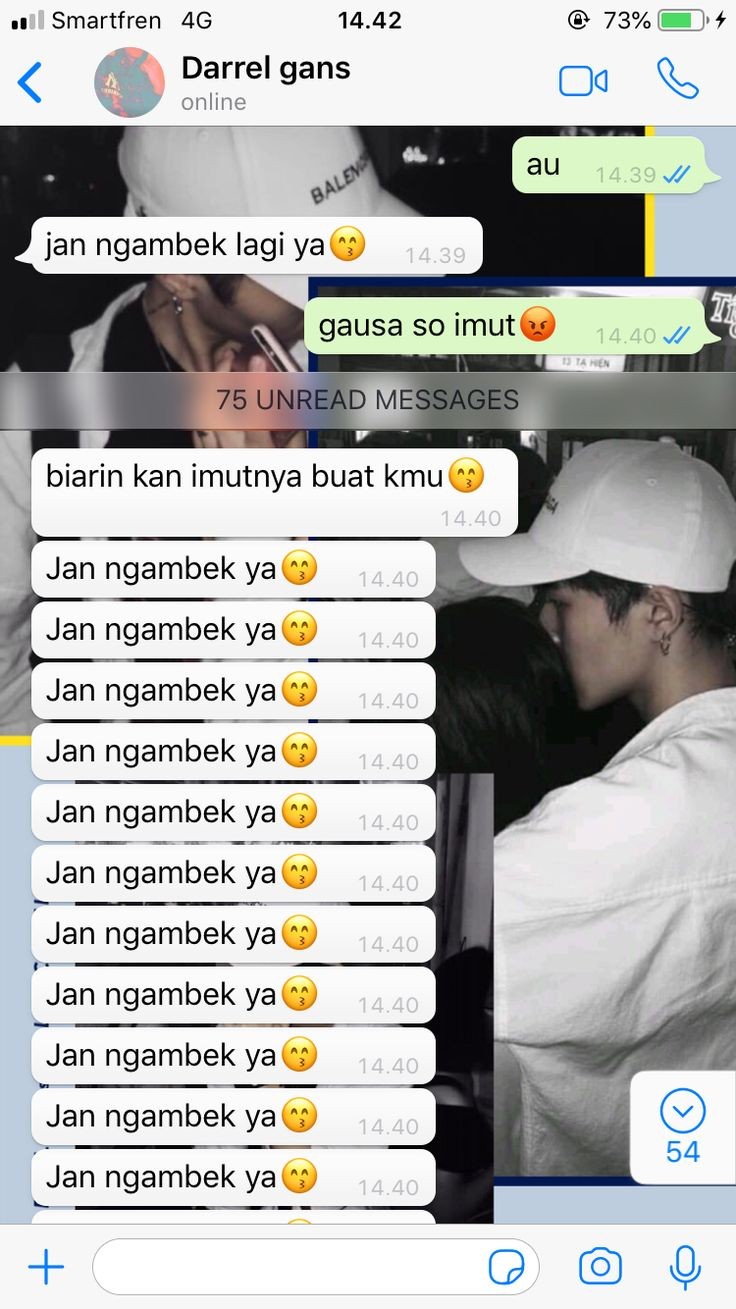 Smartfren 4G 14.42 73%
Darrel gans
online
BALEN
au 14.39
jan ngambek lagi ya😙 14.39
gausa so imut😡 14.40
13 TA HIEN
75 UNREAD MESSAGES
biarin kan imutnya buat kmu😙
14.40
Jan ngambek ya😙 14.40
Jan ngambek ya😙 14.40
Jan ngambek ya😙 14.40
Jan ngambek ya😙 14.40
Jan ngambek ya😙 14.40
Jan ngambek ya😙 14.40
Jan ngambek ya😙 14.40
Jan ngambek ya😙 14.40
Jan ngambek ya😙 14.40
Jan ngambek ya😙 14.40
Jan ngambek ya😙 14.40
54